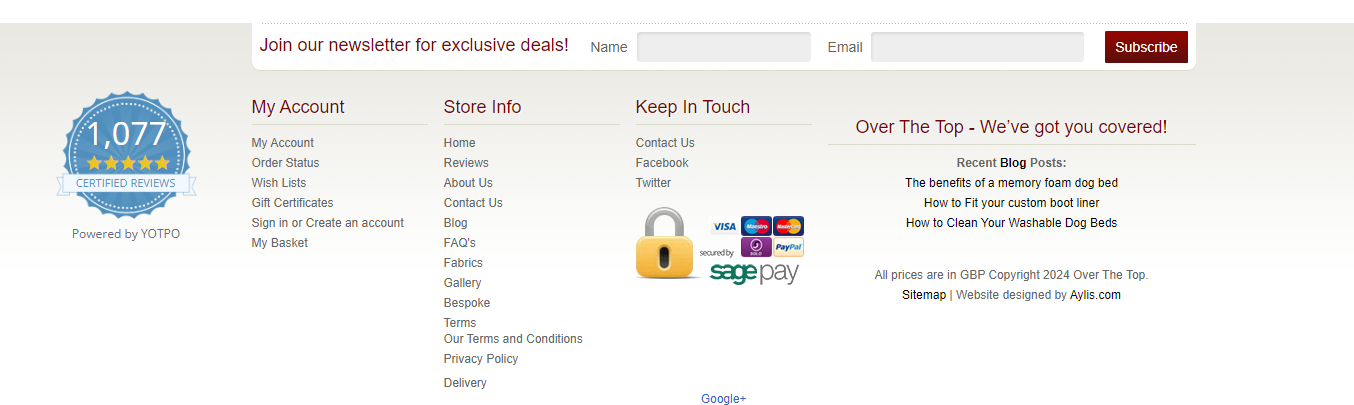 Join our newsletter for exclusive deals! Name Email Subscribe
1,077
CERTIFIED REVIEWS
Powered by YOTPO
My Account
My Account
Order Status
Wish Lists
Gift Certificates
Sign in or Create an account
My Basket
Store Info
Home
Reviews
About Us
Contact Us
Blog
FAQ's
Fabrics
Gallery
Bespoke
Terms
Our Terms and Conditions
Privacy Policy
Delivery
Keep In Touch
Contact Us
Facebook
Twitter
VISA Maestro MasterCard
SOLO PayPal
secured by
sage pay
Google+
Over The Top - We’ve got you covered!
Recent Blog Posts:
The benefits of a memory foam dog bed
How to Fit your custom boot liner
How to Clean Your Washable Dog Beds
All prices are in GBP Copyright 2024 Over The Top.
Sitemap | Website designed by Aylis.com